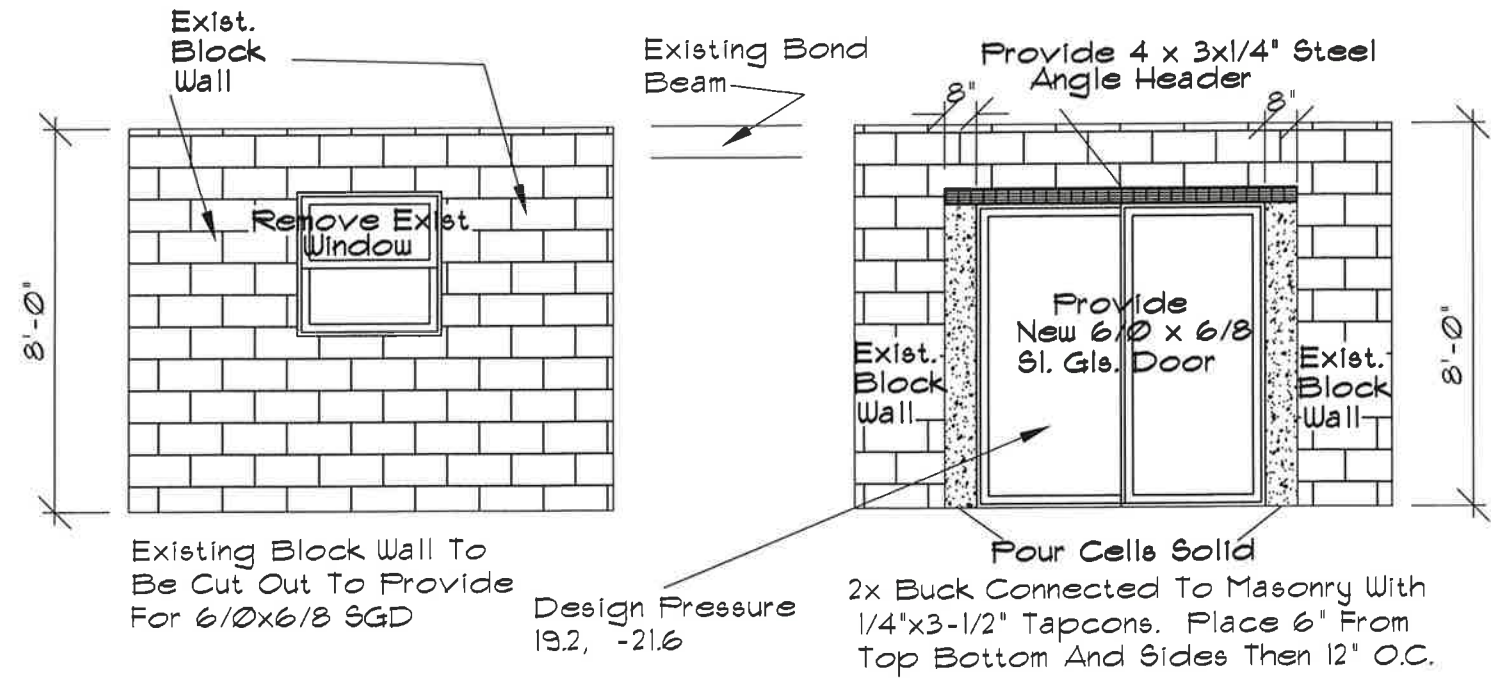 Exist.
Block
Wall
Remove Exist
Window
8'-0"
Existing Block Wall To
Be Cut Out To Provide
For 6/0x6/8 SGD
Existing Bond
Beam
Design Pressure
19.2, -21.6
Provide 4 x 3x1/4" Steel
Angle Header
8"
8"
Provide
New 6/0 x 6/8
Sl. Gls. Door
Exist.
Block
Wall
Exist.
Block
Wall
8'-0"
Pour Cells Solid
2x Buck Connected To Masonry With
1/4"x3-1/2" Tapcons. Place 6" From
Top Bottom And Sides Then 12" O.C.